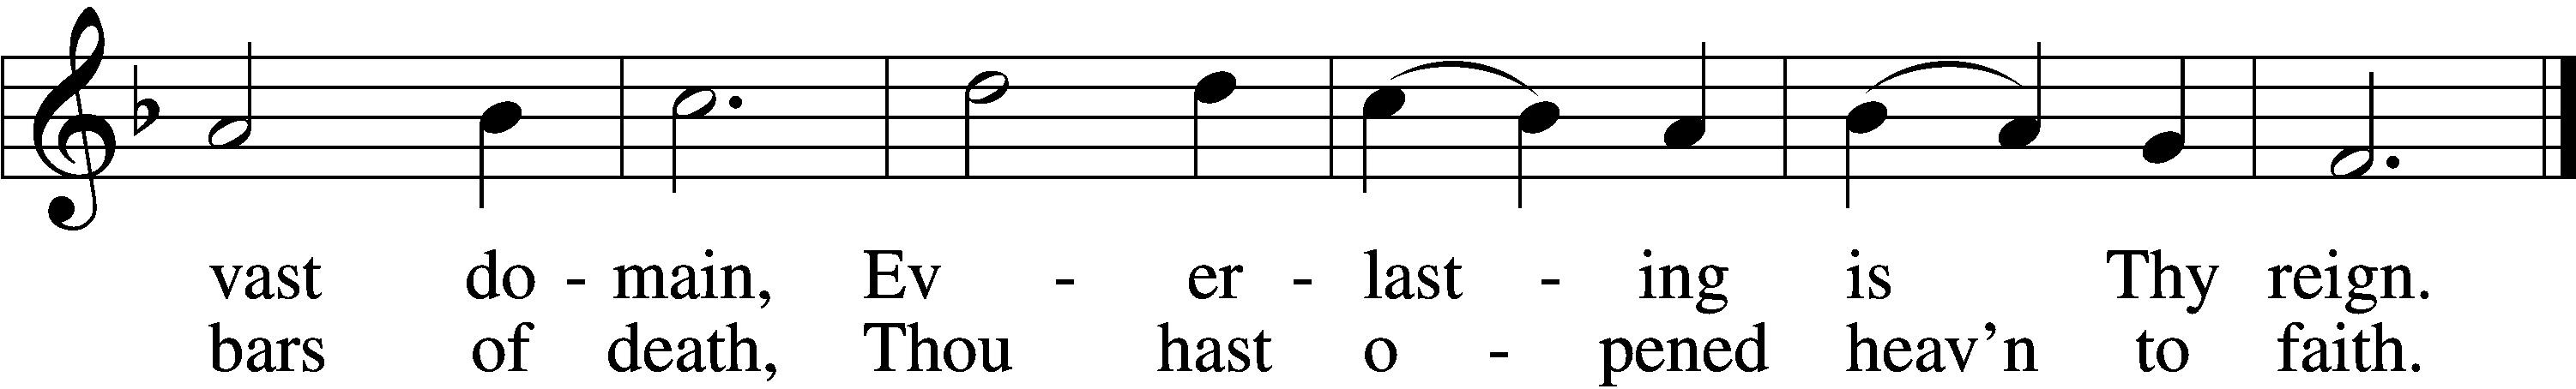 vast do - main, Ev - er - last - ing is Thy reign.
bars of death, Thou hast o - pened heav'n to faith.